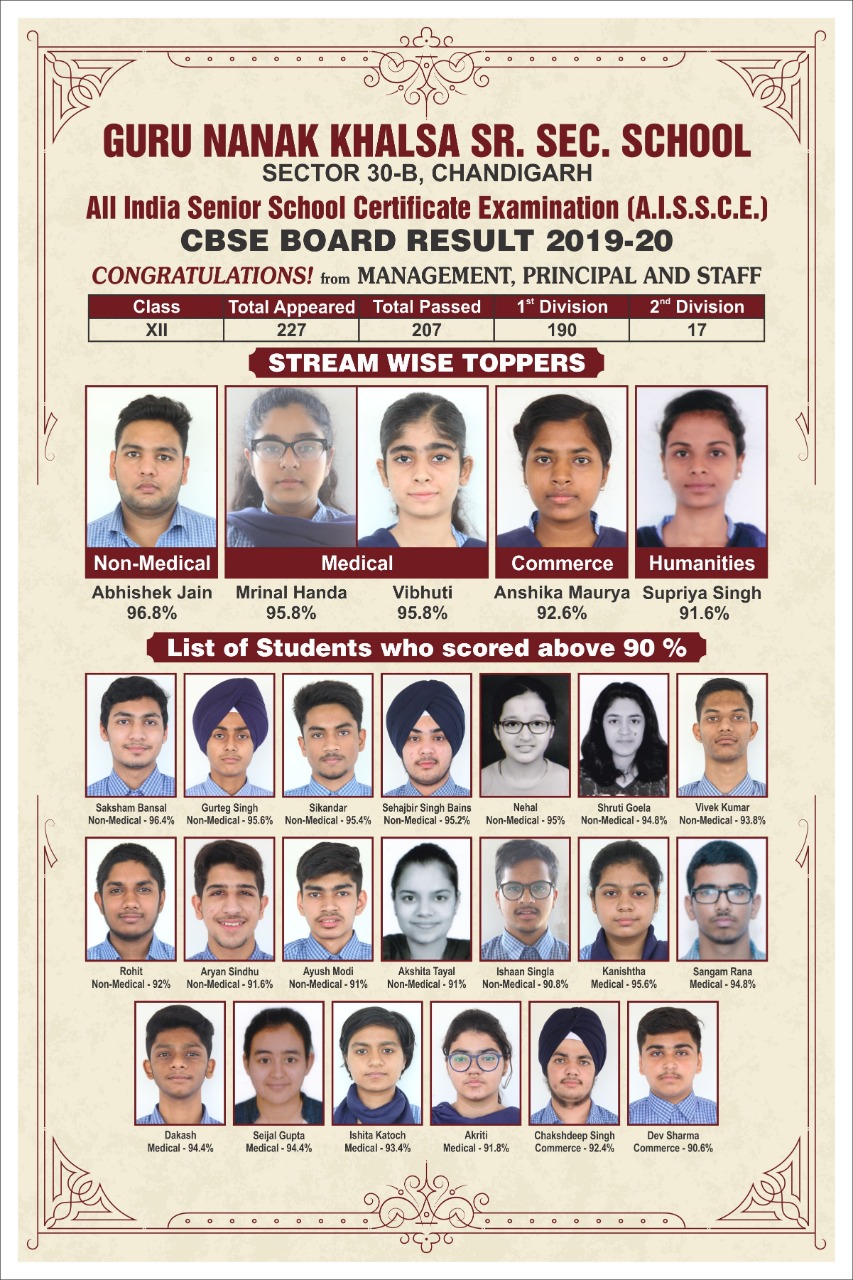 GURU NANAK KHALSA SR. SEC. SCHOOL
SECTOR 30-B, CHANDIGARH
All India Senior School Certificate Examination (A.I.S.S.C.E.)
CBSE BOARD RESULT 2019-20
CONGRATULATIONS! from MANAGEMENT, PRINCIPAL AND STAFF
Class Total Appeared Total Passed 1st Division 2nd Division
XII 227 207 190 17
STREAM WISE TOPPERS
Non-Medical Medical Commerce Humanities
Abhishek Jain Mrinal Handa Vibhuti Anshika Maurya Supriya Singh
96.8% 95.8% 95.8% 92.6% 91.6%
List of Students who scored above 90 %
Saksham Bansal Gurteg Singh Sikandar Sehajbir Singh Bains Nehal Shruti Goela Vivek Kumar
Non-Medical - 96.4% Non-Medical - 95.6% Non-Medical - 95.4% Non-Medical - 95.2% Non-Medical - 95% Non-Medical - 94.8% Non-Medical - 93.8%
Rohit Aryan Sindhu Ayush Modi Akshita Tayal Ishaan Singla Kanishtha Sangam Rana
Non-Medical - 92% Non-Medical - 91.6% Non-Medical - 91% Non-Medical - 91% Non-Medical - 90.8% Medical - 95.6% Medical - 94.8%
Dakash Seijal Gupta Ishita Katoch Akriti Chakshdeep Singh Dev Sharma
Medical - 94.4% Medical - 94.4% Medical - 93.4% Medical - 91.8% Commerce - 92.4% Commerce - 90.6%